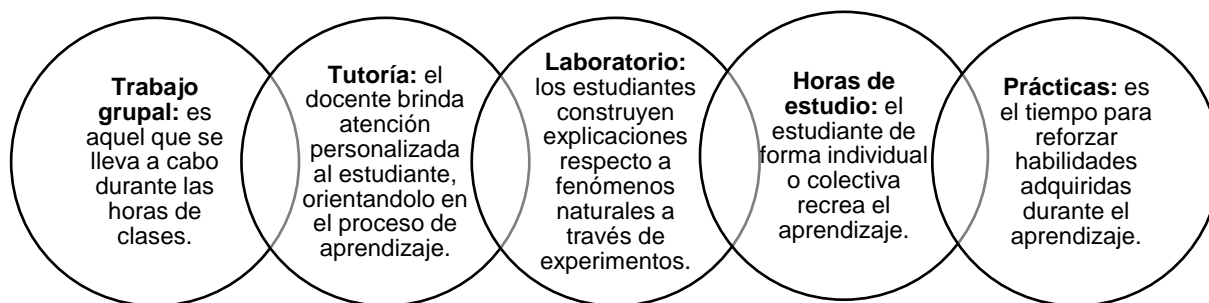 Trabajo
grupal: es
aquel que se
lleva a cabo
durante las
horas de
clases.
Tutoría: el
docente brinda
atención
personalizada
al estudiante,
orientandolo en
el proceso de
aprendizaje.
Laboratorio:
los estudiantes
construyen
explicaciones
respecto a
fenómenos
naturales a
través de
experimentos.
Horas de
estudio: el
estudiante de
forma individual
o colectiva
recrea el
aprendizaje.
Prácticas: es
el tiempo para
reforzar
habilidades
adquiridas
durante el
aprendizaje.